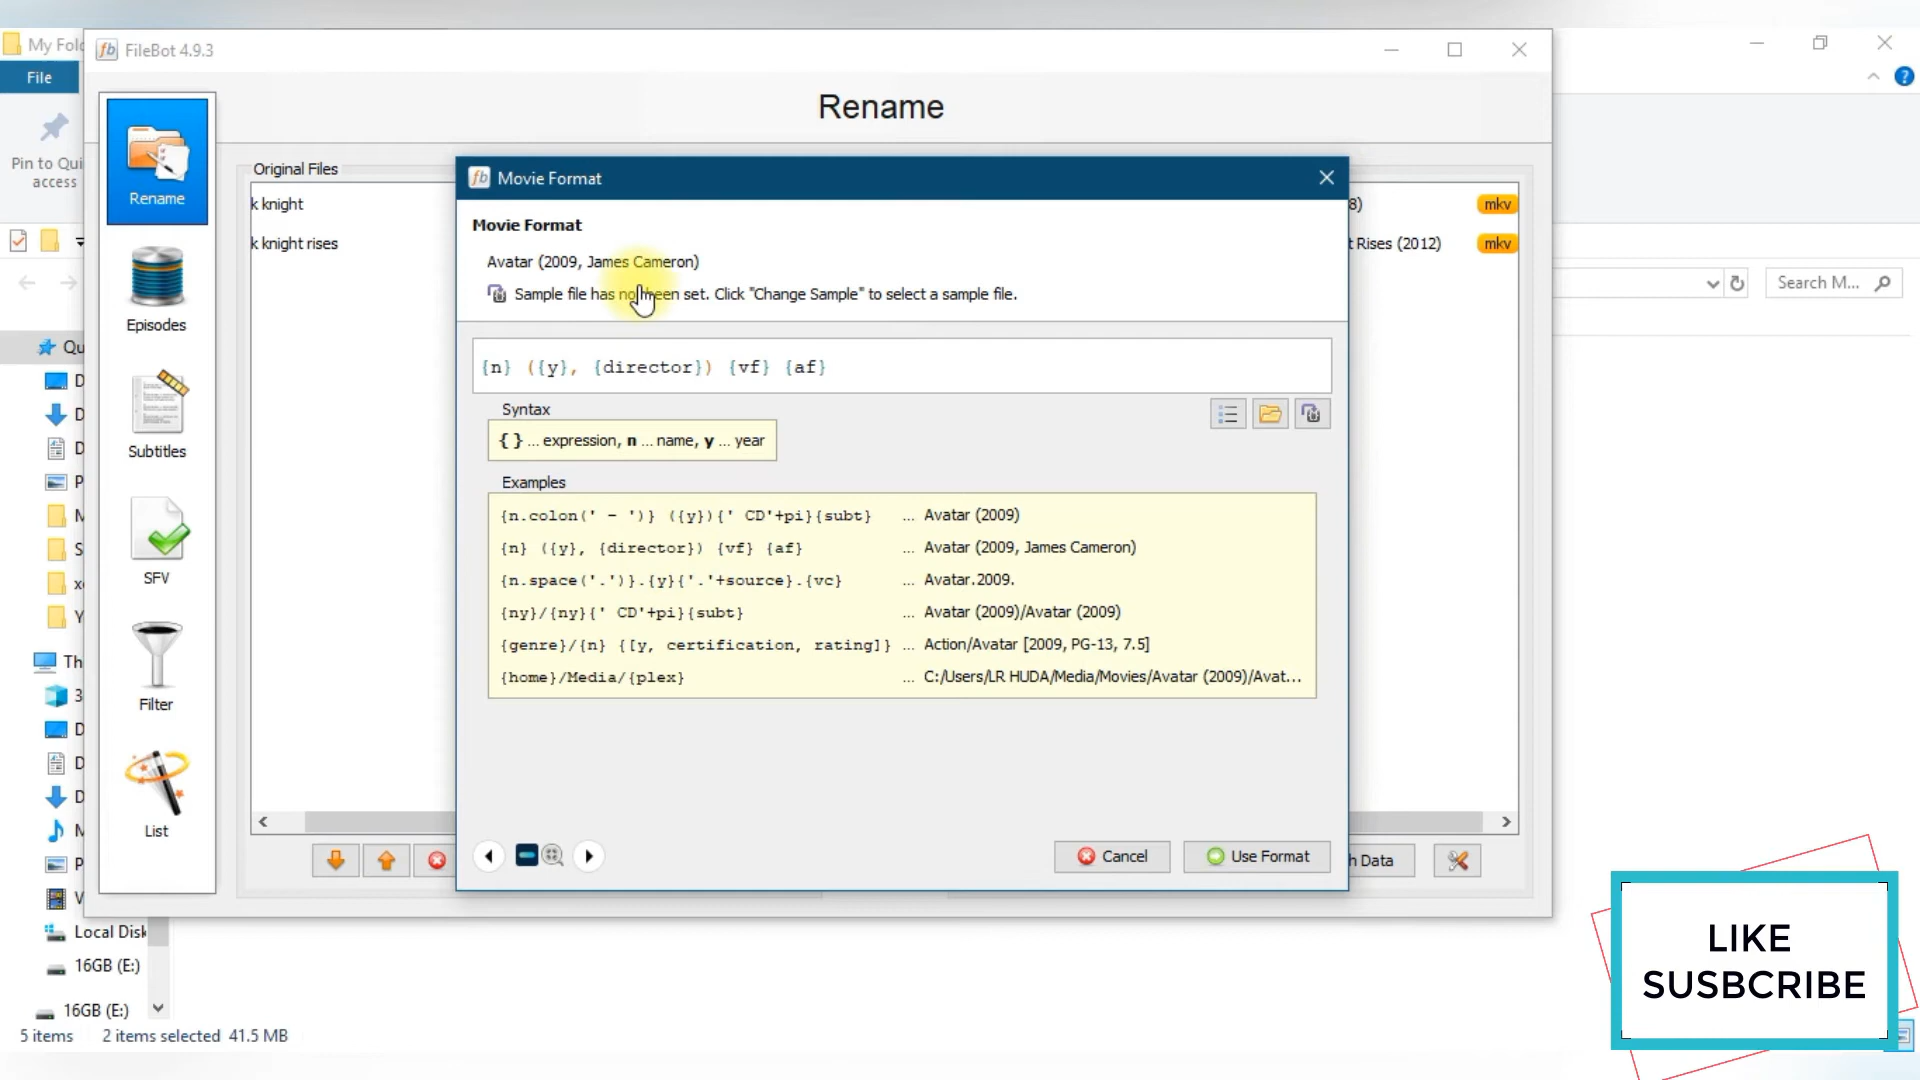 My Fol
FileBot 4.9.3
File
Rename
Pin to Qui
access
Rename
Original Files
k knight
k knight rises
8)
mkv
t Rises (2012)
mkv
Movie Format
Movie Format
Avatar (2009, James Cameron)
Sample file has not been set. Click "Change Sample" to select a sample file.
{n} ({y}, {director}) {vf} {af}
Syntax
{ } ... expression, n ... name, y ... year
Examples
{n.colon(' - ')} ({y}){' CD'+pi}{subt} ... Avatar (2009)
{n} ({y}, {director}) {vf} {af} ... Avatar (2009, James Cameron)
{n.space('.')}.{y}{'.'+source}.{vc} ... Avatar.2009.
{ny}/{ny}{' CD'+pi}{subt} ... Avatar (2009)/Avatar (2009)
{genre}/{n} {[y, certification, rating]} ... Action/Avatar [2009, PG-13, 7.5]
{home}/Media/{plex} ... C:/Users/LR HUDA/Media/Movies/Avatar (2009)/Avat...
Cancel
Use Format
h Data
Episodes
Subtitles
SFV
Filter
List
Search M...
Qu
D
D
D
P
M
S
x
Y
Th
3
D
D
D
M
P
V
Local Disk
16GB (E:)
16GB (E:)
5 items
2 items selected 41.5 MB
LIKE
SUSBCRIBE